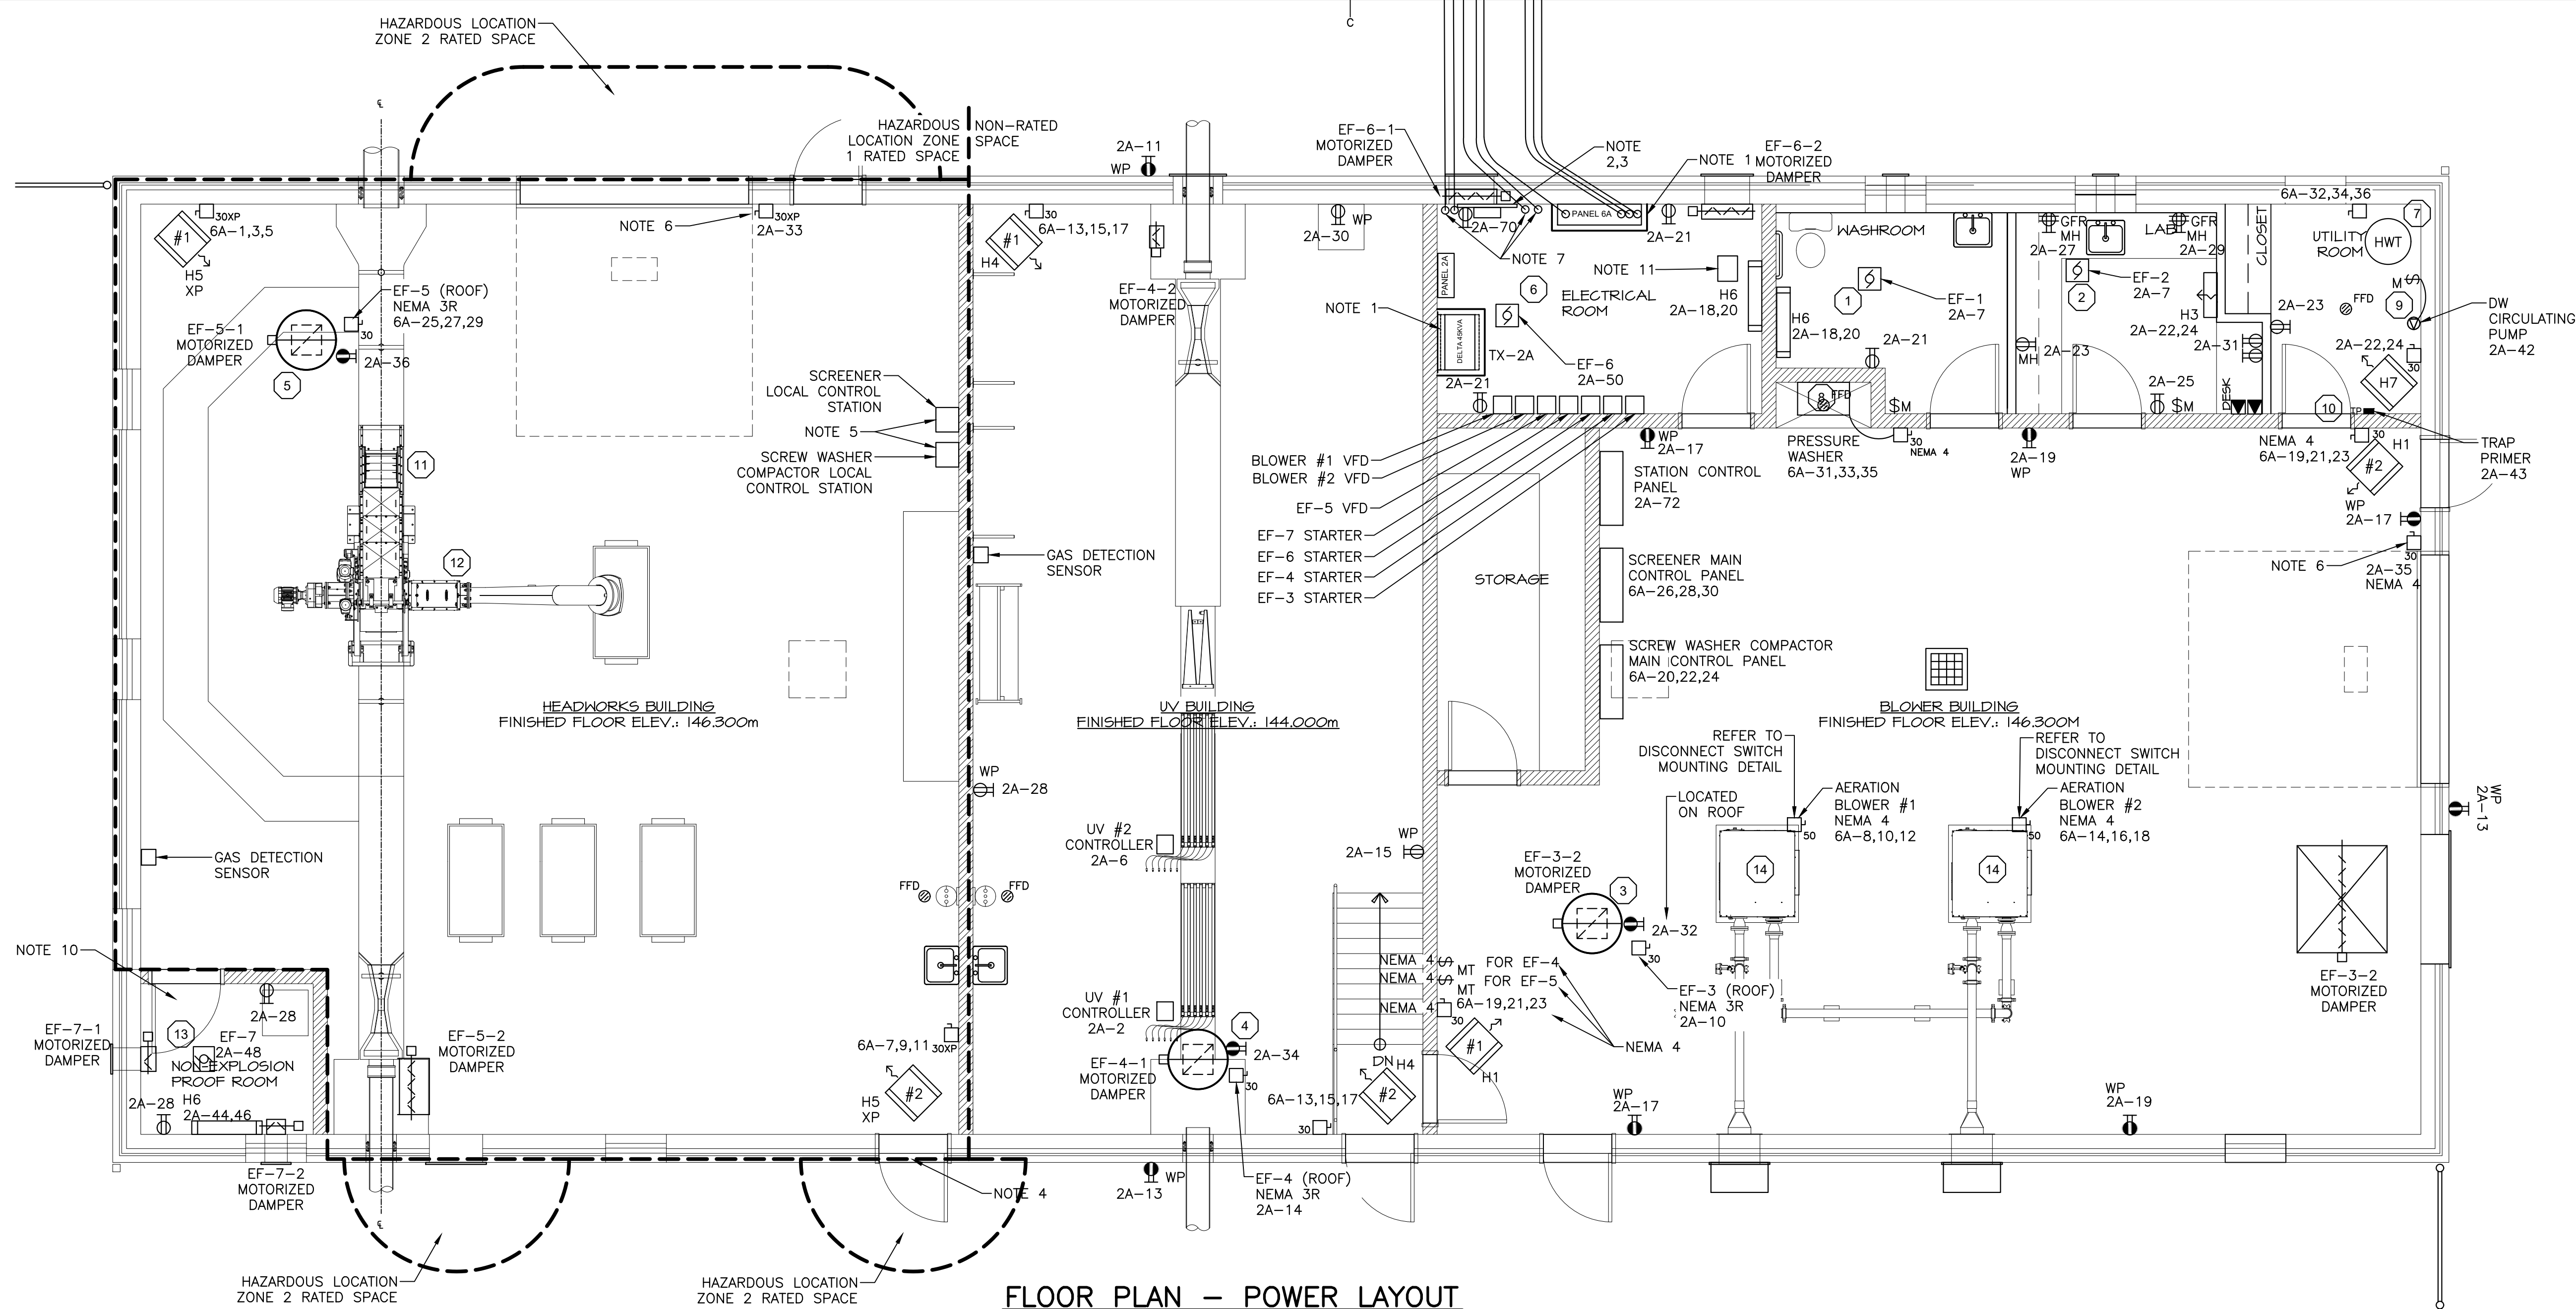 HAZARDOUS LOCATION
ZONE 2 RATED SPACE
C
HAZARDOUS
LOCATION ZONE
1 RATED SPACE
NON-RATED
SPACE
2A-11
WP
EF-6-1
MOTORIZED
DAMPER
NOTE
2,3
NOTE 1
EF-6-2
MOTORIZED
DAMPER
30XP
6A-1,3,5
#1
H5
XP
NOTE 6
30XP
2A-33
30
6A-13,15,17
#1
H4
WP
2A-30
2A-70
PANEL 6A
2A-21
NOTE 7
PANEL 2A
NOTE 11
6
ELECTRICAL
ROOM
H6
2A-18,20
NOTE 1
DELTA 45KVA
TX-2A
EF-6
2A-50
2A-21
WASHROOM
1
EF-1
2A-7
H6
2A-18,20
2A-21
GFR
MH
2A-27
LAB
GFR
MH
2A-29
2
EF-2
2A-7
H3
2A-22,24
2A-31
MH
2A-23
2A-25
$M
$M
DESK
CLOSET
6A-32,34,36
7
UTILITY
ROOM
HWT
M
FFD
9
2A-23
DW
CIRCULATING
PUMP
2A-42
2A-22,24
30
H7
10
TP
TRAP
PRIMER
2A-43
8
FFD
EF-5 (ROOF)
NEMA 3R
6A-25,27,29
30
EF-5-1
MOTORIZED
DAMPER
2A-36
5
EF-4-2
MOTORIZED
DAMPER
SCREENER
LOCAL CONTROL
STATION
NOTE 5
SCREW WASHER
COMPACTOR LOCAL
CONTROL STATION
11
12
GAS DETECTION
SENSOR
BLOWER #1 VFD
BLOWER #2 VFD
EF-5 VFD
EF-7 STARTER
EF-6 STARTER
EF-4 STARTER
EF-3 STARTER
STORAGE
WP
2A-17
STATION CONTROL
PANEL
2A-72
SCREENER MAIN
CONTROL PANEL
6A-26,28,30
SCREW WASHER COMPACTOR
MAIN CONTROL PANEL
6A-20,22,24
PRESSURE
WASHER
6A-31,33,35
30
NEMA 4
2A-19
WP
NEMA 4
6A-19,21,23
30
H1
#2
WP
2A-17
NOTE 6
30
2A-35
NEMA 4
HEADWORKS BUILDING
FINISHED FLOOR ELEV.: 146.300m
UV BUILDING
FINISHED FLOOR ELEV.: 144.000m
BLOWER BUILDING
FINISHED FLOOR ELEV.: 146.300M
REFER TO
DISCONNECT SWITCH
MOUNTING DETAIL
REFER TO
DISCONNECT SWITCH
MOUNTING DETAIL
AERATION
BLOWER #1
NEMA 4
6A-8,10,12
50
14
AERATION
BLOWER #2
NEMA 4
6A-14,16,18
50
14
WP
2A-13
WP
2A-28
LOCATED
ON ROOF
UV #2
CONTROLLER
2A-6
WP
2A-15
GAS DETECTION
SENSOR
FFD
FFD
EF-3-2
MOTORIZED
DAMPER
3
2A-32
30
EF-3 (ROOF)
NEMA 3R
2A-10
EF-3-2
MOTORIZED
DAMPER
NOTE 10
NEMA 4
MT
FOR EF-4
NEMA 4
MT
FOR EF-5
6A-19,21,23
NEMA 4
30
#1
H1
NEMA 4
UV #1
CONTROLLER
2A-2
4
2A-34
30
EF-4-1
MOTORIZED
DAMPER
DN
H4
#2
6A-13,15,17
30
EF-7-1
MOTORIZED
DAMPER
13
2A-28
EF-7
2A-48
NON-EXPLOSION
PROOF ROOM
H6
2A-44,46
2A-28
EF-5-2
MOTORIZED
DAMPER
6A-7,9,11
30XP
H5
XP
#2
WP
2A-17
WP
2A-19
EF-7-2
MOTORIZED
DAMPER
NOTE 4
2A-13
WP
EF-4 (ROOF)
NEMA 3R
2A-14
HAZARDOUS LOCATION
ZONE 2 RATED SPACE
HAZARDOUS LOCATION
ZONE 2 RATED SPACE
FLOOR PLAN - POWER LAYOUT